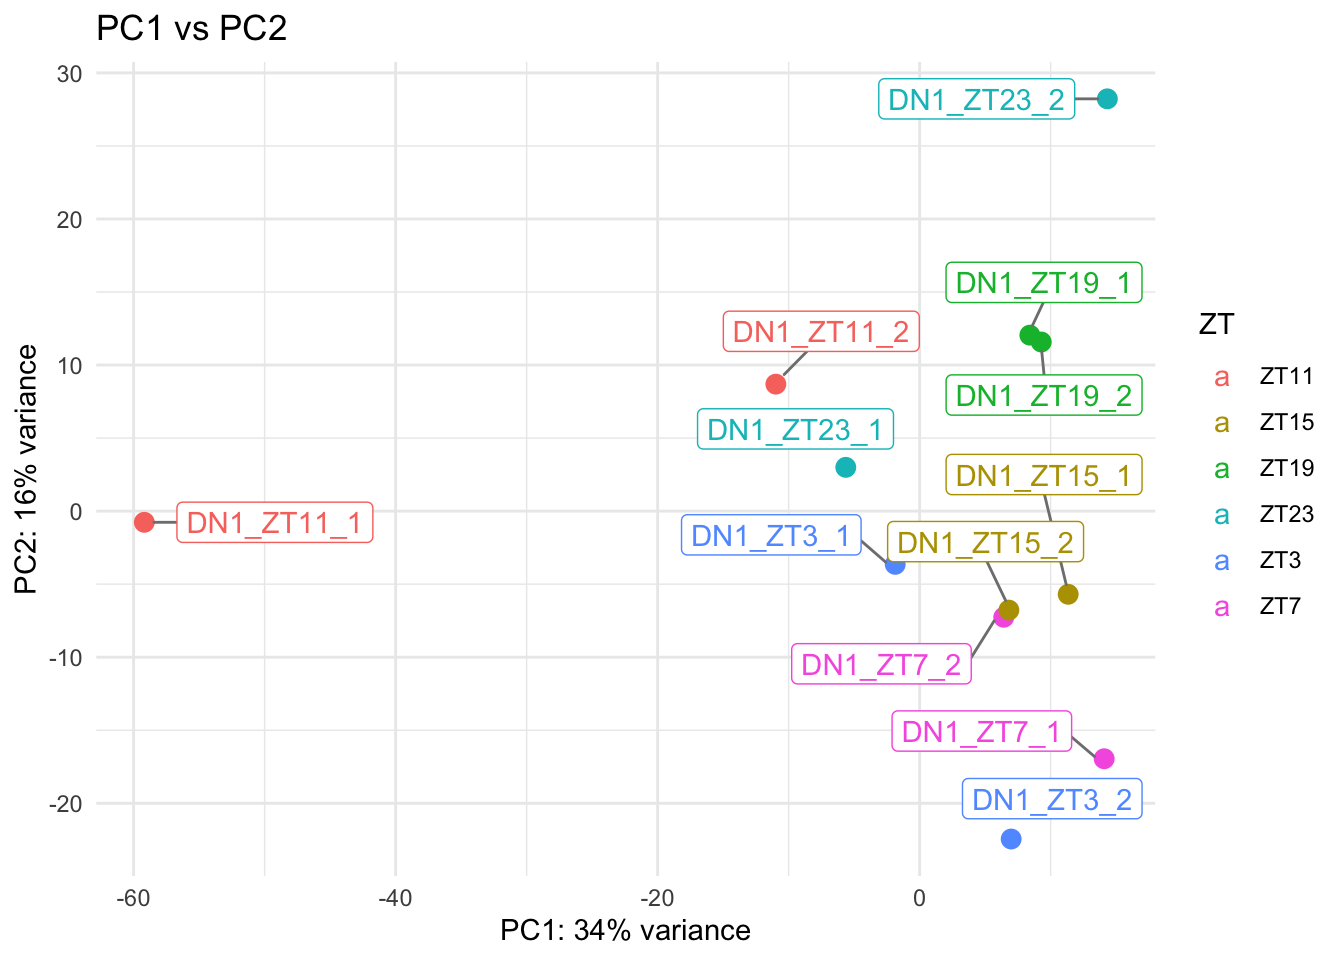 PC1 vs PC2
30
20
10
0
-10
-20
PC2: 16% variance
DN1_ZT23_2
DN1_ZT19_1
DN1_ZT11_2
DN1_ZT19_2
DN1_ZT23_1
DN1_ZT15_1
DN1_ZT11_1
DN1_ZT3_1
DN1_ZT15_2
DN1_ZT7_2
DN1_ZT7_1
DN1_ZT3_2
-60
-40
-20
0
PC1: 34% variance
ZT
a ZT11
a ZT15
a ZT19
a ZT23
a ZT3
a ZT7